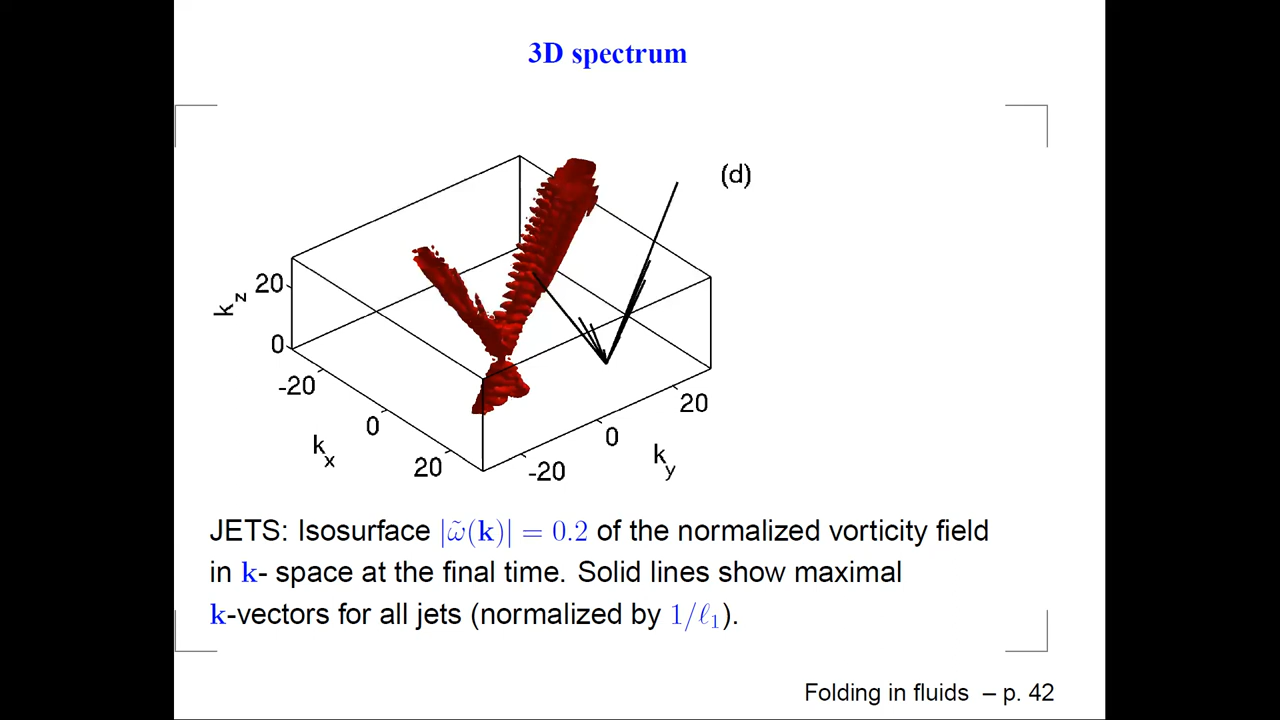 3D spectrum
(d)
20
k_z
0
-20
0
k_x
20
-20
0
k_y
20
JETS: Isosurface |ω̃(k)| = 0.2 of the normalized vorticity field
in k- space at the final time. Solid lines show maximal
k-vectors for all jets (normalized by 1/ℓ₁).
Folding in fluids – p. 42